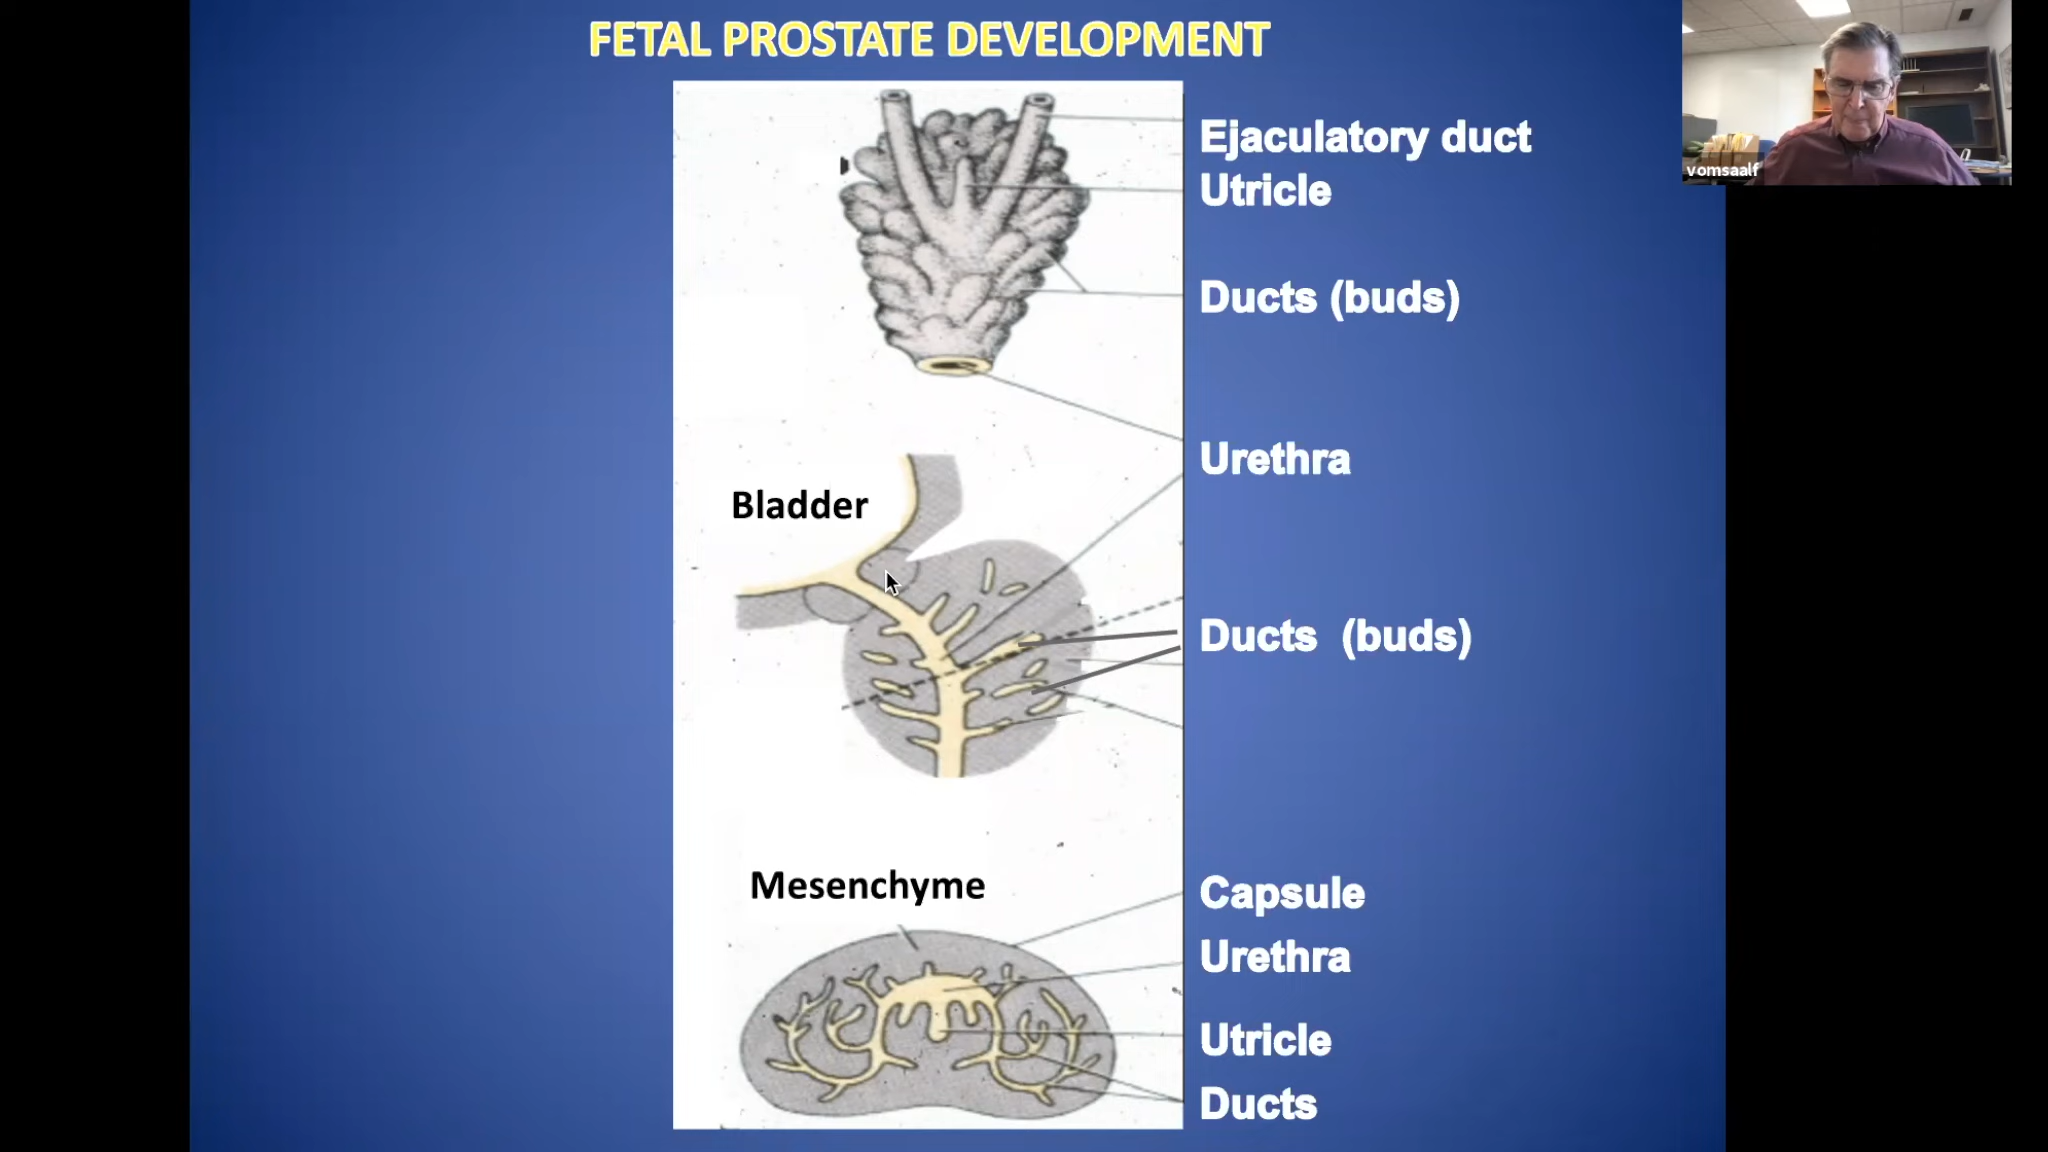 FETAL PROSTATE DEVELOPMENT
vomsaalf
Ejaculatory duct
Utricle
Ducts (buds)
Urethra
Bladder
Ducts (buds)
Mesenchyme
Capsule
Urethra
Utricle
Ducts